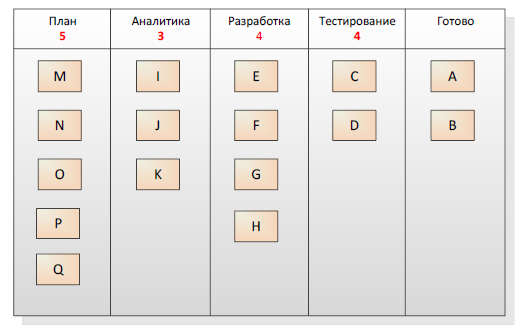 План Аналитика Разработка Тестирование Готово
5 3 4 4
M I E C A
N J F D B
O K G
P H
Q